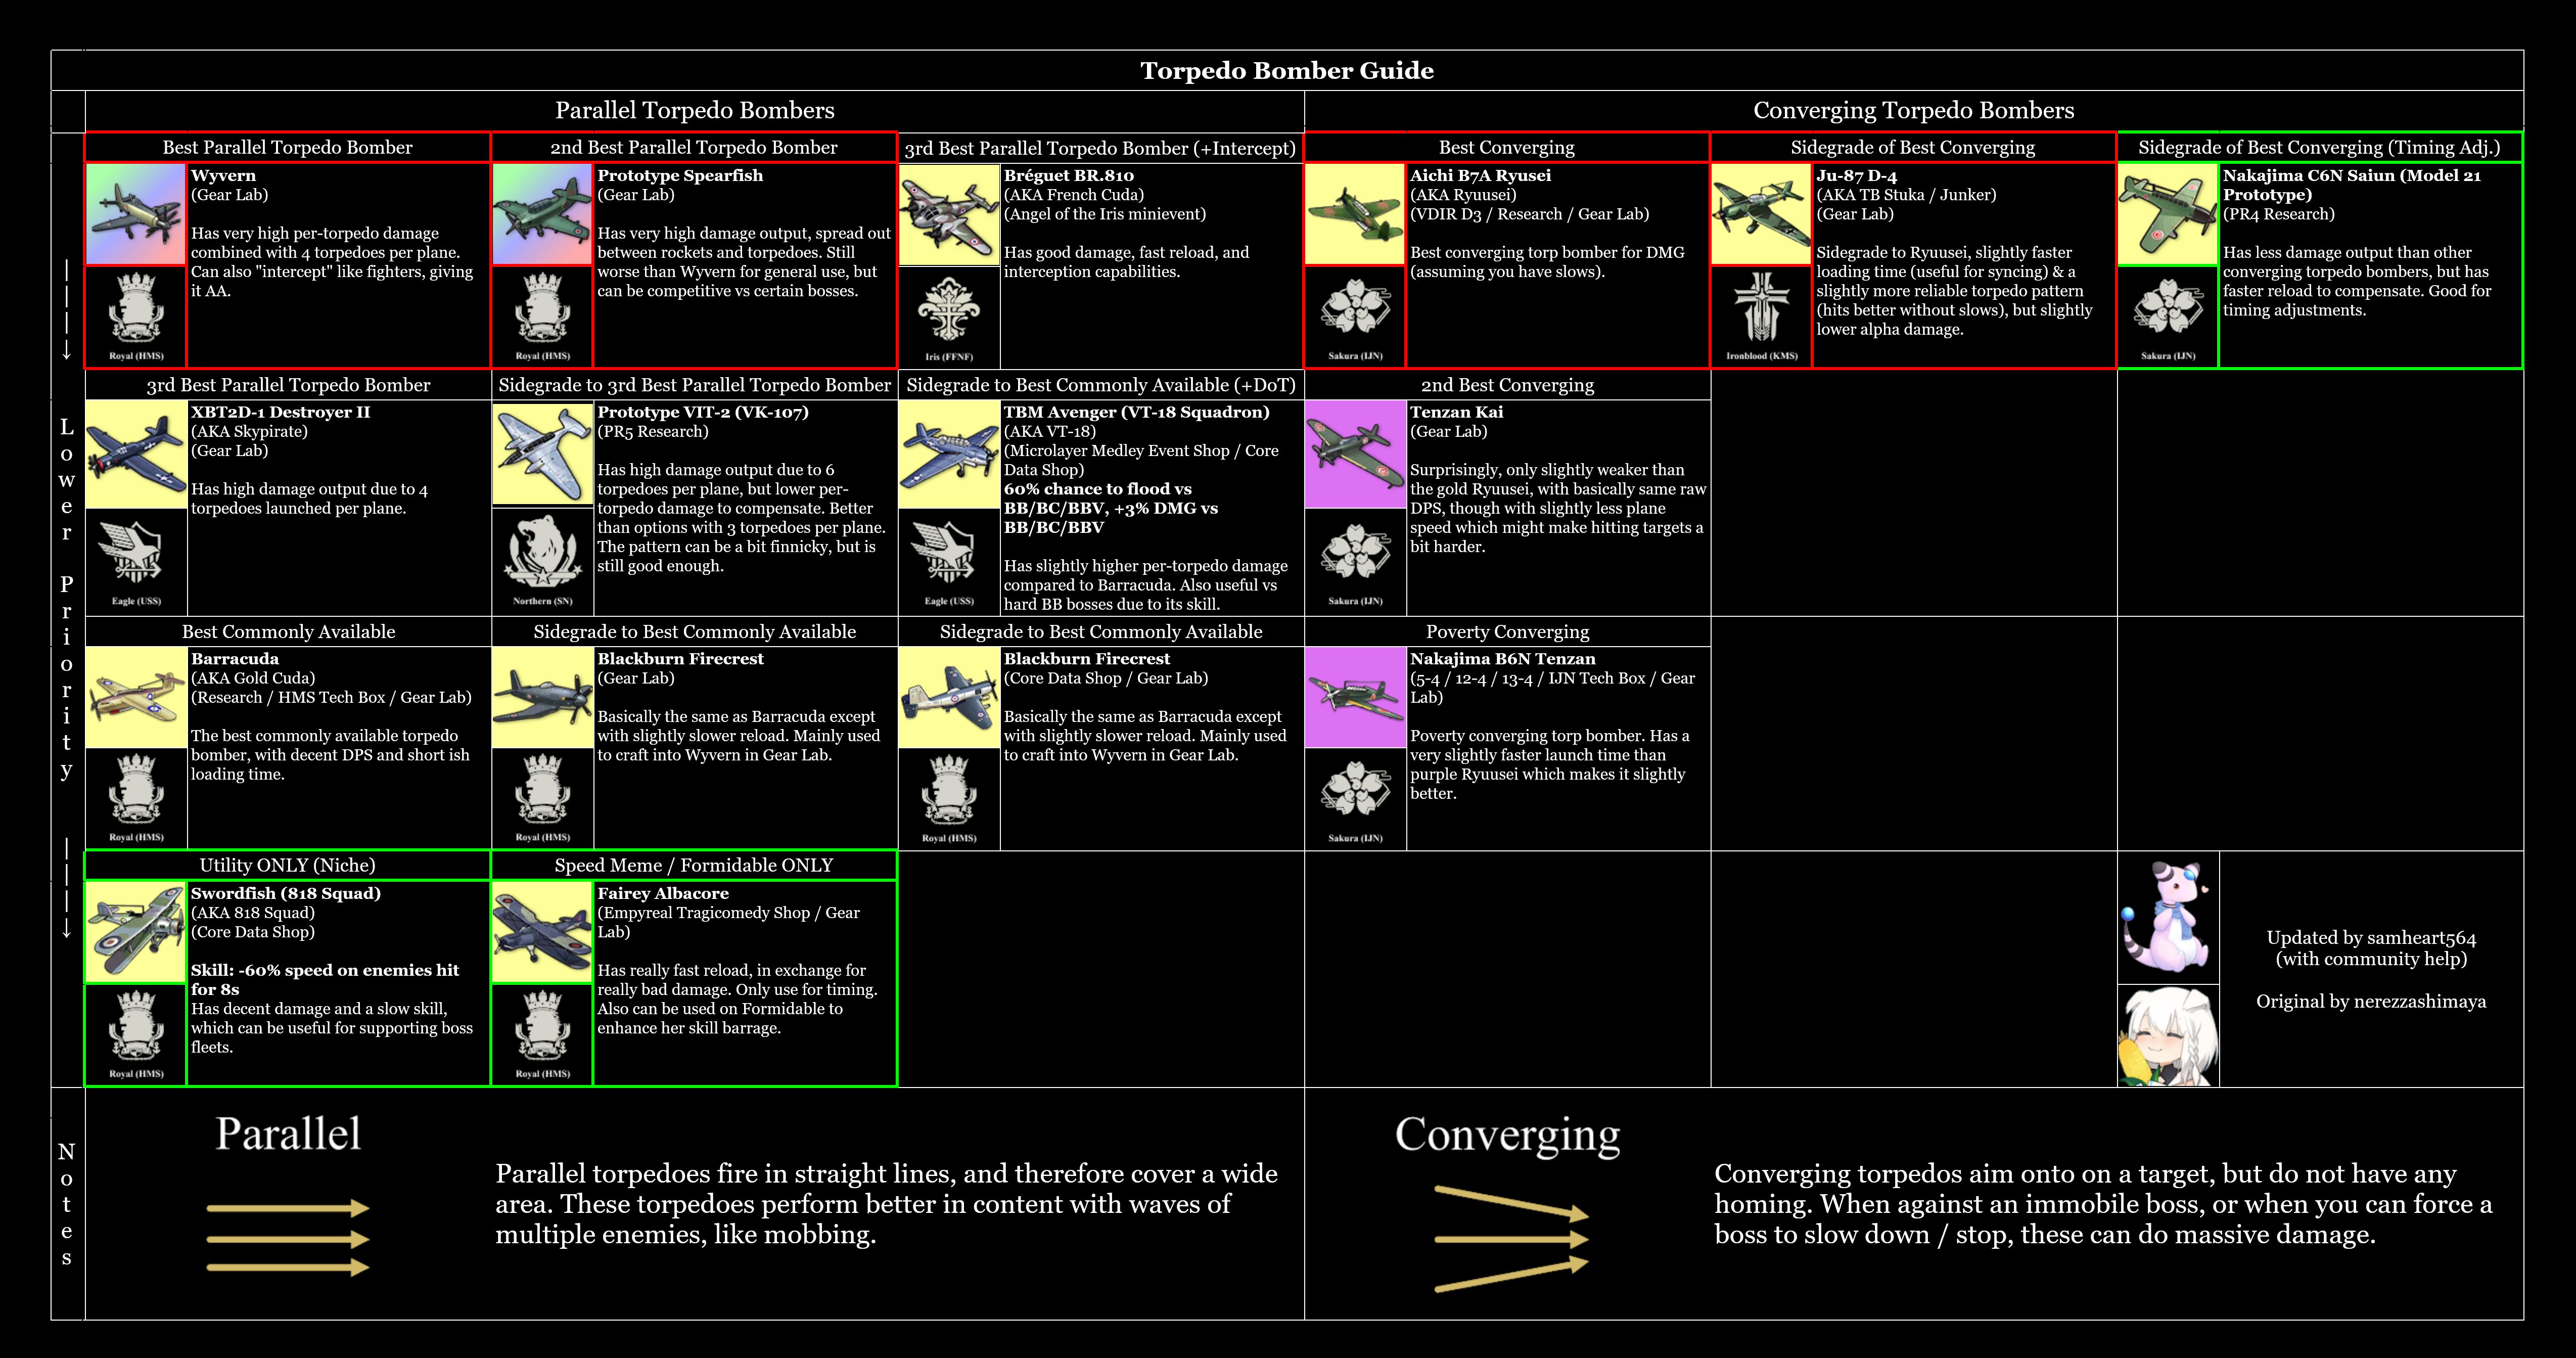 Torpedo Bomber Guide
Parallel Torpedo Bombers
Converging Torpedo Bombers
Lower Priority
Best Parallel Torpedo Bomber
Wyvern
(Gear Lab)
Has very high per-torpedo damage
combined with 4 torpedoes per plane.
Can also "intercept" like fighters, giving
it AA.
Royal (HMS)
2nd Best Parallel Torpedo Bomber
Prototype Spearfish
(Gear Lab)
Has very high damage output, spread out
between rockets and torpedoes. Still
worse than Wyvern for general use, but
can be competitive vs certain bosses.
Royal (HMS)
3rd Best Parallel Torpedo Bomber (+Intercept)
Bréguet BR.810
(AKA French Cuda)
(Angel of the Iris minievent)
Has good damage, fast reload, and
interception capabilities.
Iris (FFNF)
Best Converging
Aichi B7A Ryusei
(AKA Ryuusei)
(VDIR D3 / Research / Gear Lab)
Best converging torp bomber for DMG
(assuming you have slows).
Sakura (IJN)
Sidegrade of Best Converging
Ju-87 D-4
(AKA TB Stuka / Junker)
(Gear Lab)
Sidegrade to Ryuusei, slightly faster
loading time (useful for syncing) & a
slightly more reliable torpedo pattern
(hits better without slows), but slightly
lower alpha damage.
Ironblood (KMS)
Sidegrade of Best Converging (Timing Adj.)
Nakajima C6N Saiun (Model 21
Prototype)
(PR4 Research)
Has less damage output than other
converging torpedo bombers, but has
faster reload to compensate. Good for
timing adjustments.
Sakura (IJN)
3rd Best Parallel Torpedo Bomber
XBT2D-1 Destroyer II
(AKA Skypirate)
(Gear Lab)
Has high damage output due to 4
torpedoes launched per plane.
Eagle (USS)
Sidegrade to 3rd Best Parallel Torpedo Bomber
Prototype VIT-2 (VK-107)
(PR5 Research)
Has high damage output due to 6
torpedoes per plane, but lower per-
torpedo damage to compensate. Better
than options with 3 torpedoes per plane.
The pattern can be a bit finnicky, but is
still good enough.
Northern (SN)
Sidegrade to Best Commonly Available (+DoT)
TBM Avenger (VT-18 Squadron)
(AKA VT-18)
(Microlayer Medley Event Shop / Core
Data Shop)
60% chance to flood vs
BB/BC/BBV, +3% DMG vs
BB/BC/BBV
Has slightly higher per-torpedo damage
compared to Barracuda. Also useful vs
hard BB bosses due to its skill.
Eagle (USS)
2nd Best Converging
Tenzan Kai
(Gear Lab)
Surprisingly, only slightly weaker than
the gold Ryuusei, with basically same raw
DPS, though with slightly less plane
speed which might make hitting targets a
bit harder.
Sakura (IJN)
Best Commonly Available
Barracuda
(AKA Gold Cuda)
(Research / HMS Tech Box / Gear Lab)
The best commonly available torpedo
bomber, with decent DPS and short ish
loading time.
Royal (HMS)
Sidegrade to Best Commonly Available
Blackburn Firecrest
(Gear Lab)
Basically the same as Barracuda except
with slightly slower reload. Mainly used
to craft into Wyvern in Gear Lab.
Royal (HMS)
Sidegrade to Best Commonly Available
Blackburn Firecrest
(Core Data Shop / Gear Lab)
Basically the same as Barracuda except
with slightly slower reload. Mainly used
to craft into Wyvern in Gear Lab.
Royal (HMS)
Poverty Converging
Nakajima B6N Tenzan
(5-4 / 12-4 / 13-4 / IJN Tech Box / Gear
Lab)
Poverty converging torp bomber. Has a
very slightly faster launch time than
purple Ryuusei which makes it slightly
better.
Sakura (IJN)
Utility ONLY (Niche)
Swordfish (818 Squad)
(AKA 818 Squad)
(Core Data Shop)
Skill: -60% speed on enemies hit
for 8s
Has decent damage and a slow skill,
which can be useful for supporting boss
fleets.
Royal (HMS)
Speed Meme / Formidable ONLY
Fairey Albacore
(Empyreal Tragicomedy Shop / Gear
Lab)
Has really fast reload, in exchange for
really bad damage. Only use for timing.
Also can be used on Formidable to
enhance her skill barrage.
Royal (HMS)
Updated by samheart564
(with community help)
Original by nerezzashimaya
Notes
Parallel
Parallel torpedoes fire in straight lines, and therefore cover a wide
area. These torpedoes perform better in content with waves of
multiple enemies, like mobbing.
Converging
Converging torpedos aim onto on a target, but do not have any
homing. When against an immobile boss, or when you can force a
boss to slow down / stop, these can do massive damage.